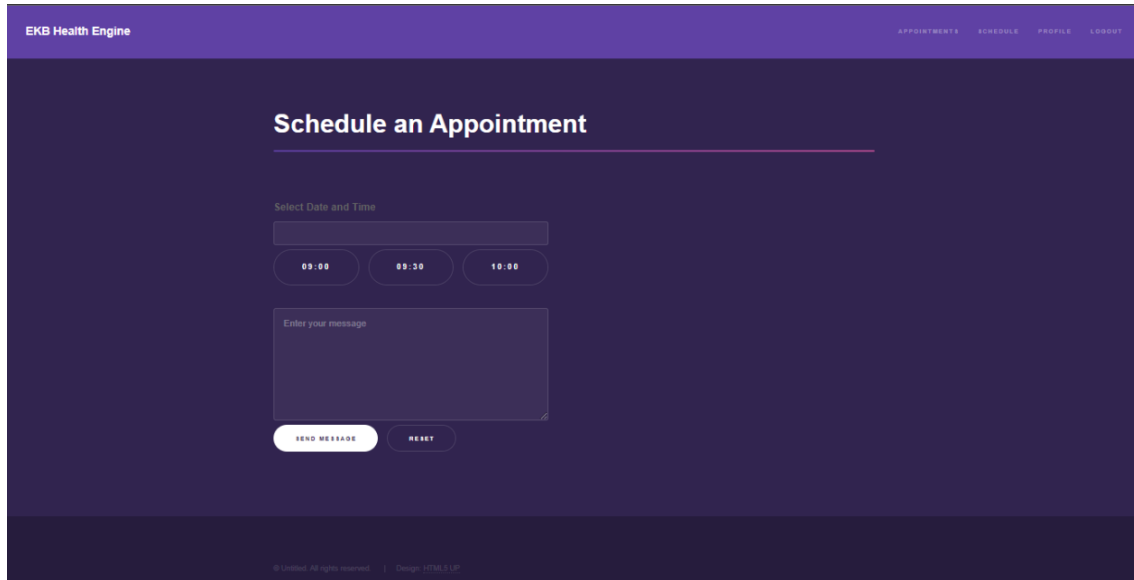 EKB Health Engine
APPOINTMENTS SCHEDULE PROFILE LOGOUT
Schedule an Appointment
Select Date and Time
09:00 09:30 10:00
Enter your message
SEND MESSAGE RESET
© Untitled. All rights reserved. | Design: HTML5 UP